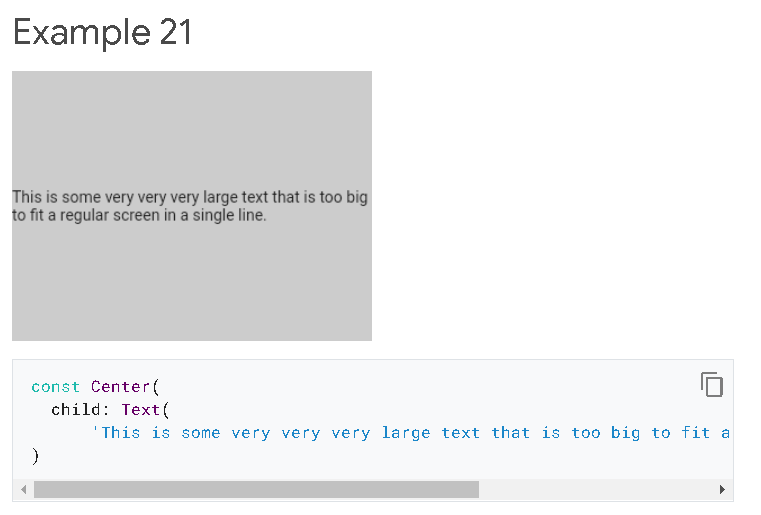 Example 21
This is some very very very large text that is too big
to fit a regular screen in a single line.
const Center(
  child: Text(
      'This is some very very very large text that is too big to fit a
)